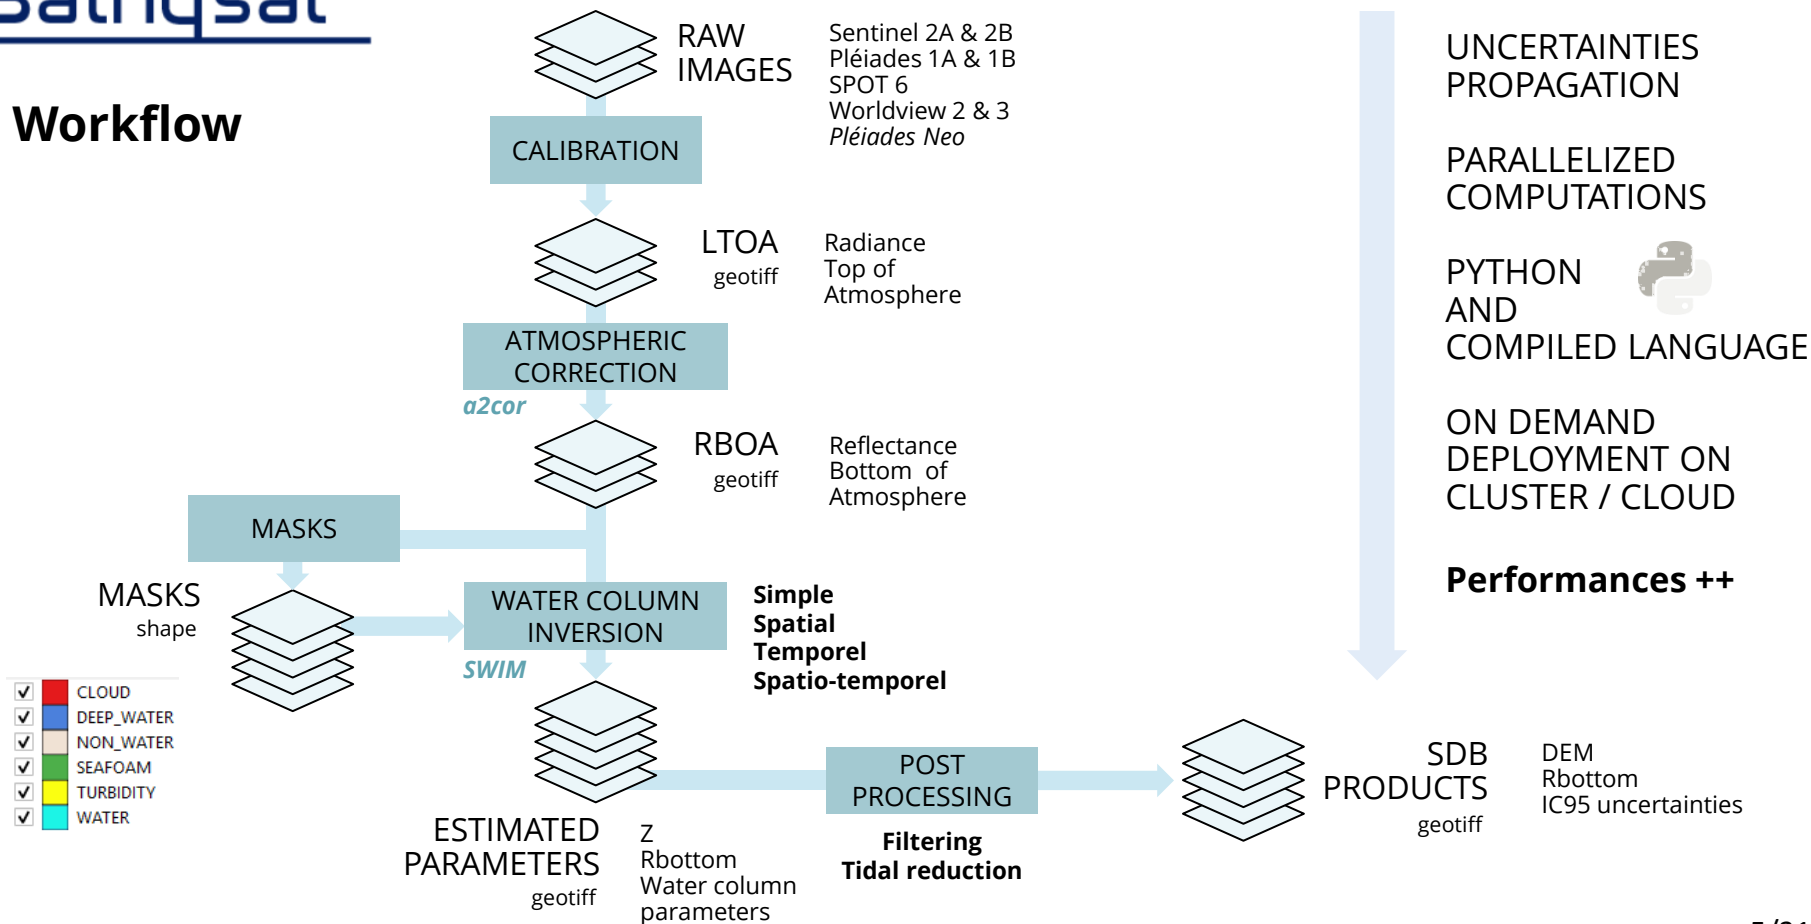 Workflow
RAW
IMAGES
Sentinel 2A & 2B
Pléiades 1A & 1B
SPOT 6
Worldview 2 & 3
Pléiades Neo
CALIBRATION
LTOA
geotiff
Radiance
Top of
Atmosphere
ATMOSPHERIC
CORRECTION
a2cor
RBOA
geotiff
Reflectance
Bottom of
Atmosphere
MASKS
MASKS
shape
WATER COLUMN
INVERSION
SWIM
Simple
Spatial
Temporel
Spatio-temporel
CLOUD
DEEP_WATER
NON_WATER
SEAFOAM
TURBIDITY
WATER
ESTIMATED
PARAMETERS
geotiff
Z
Rbottom
Water column
parameters
POST
PROCESSING
Filtering
Tidal reduction
SDB
PRODUCTS
geotiff
DEM
Rbottom
IC95 uncertainties
UNCERTAINTIES
PROPAGATION
PARALLELIZED
COMPUTATIONS
PYTHON
AND
COMPILED LANGUAGE
ON DEMAND
DEPLOYMENT ON
CLUSTER / CLOUD
Performances ++